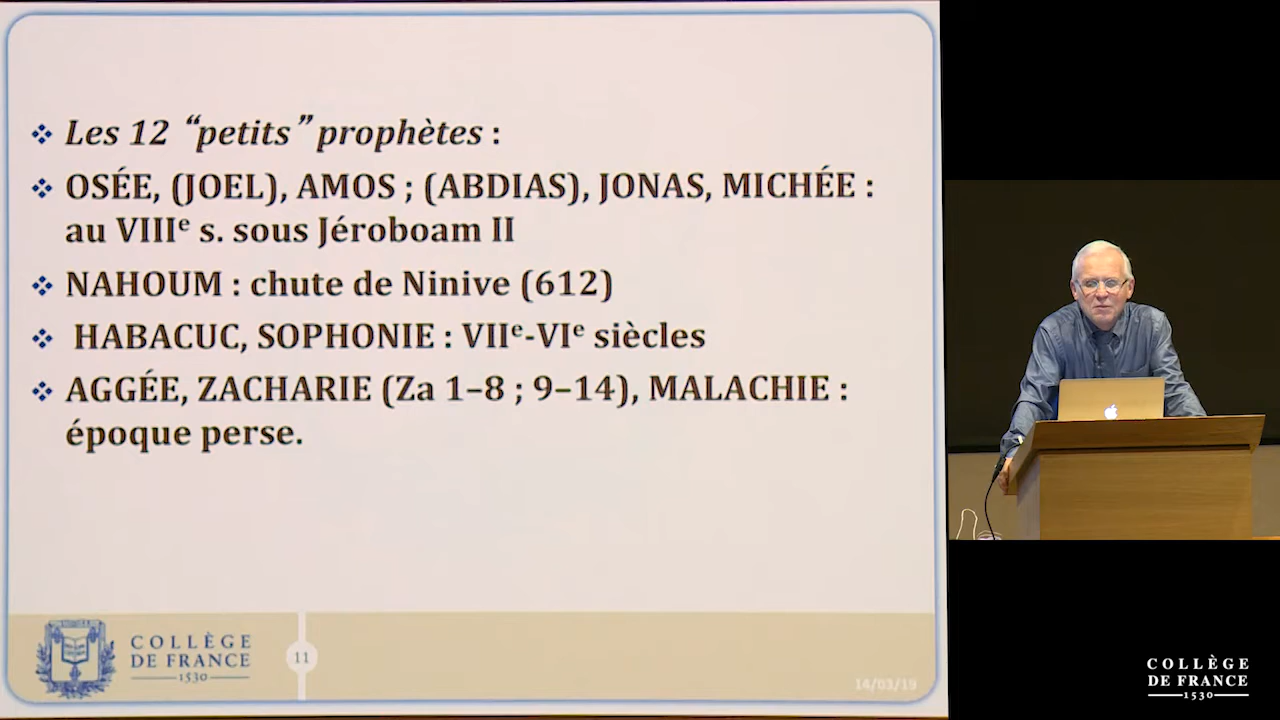 Les 12 “petits” prophètes :
OSÉE, (JOEL), AMOS ; (ABDIAS), JONAS, MICHÉE :
au VIIIᵉ s. sous Jéroboam II
NAHOUM : chute de Ninive (612)
HABACUC, SOPHONIE : VIIᵉ-VIᵉ siècles
AGGÉE, ZACHARIE (Za 1–8 ; 9–14), MALACHIE :
époque perse.
COLLÈGE
DE FRANCE
1530
11
14/03/19
COLLÈGE
DE FRANCE
1530